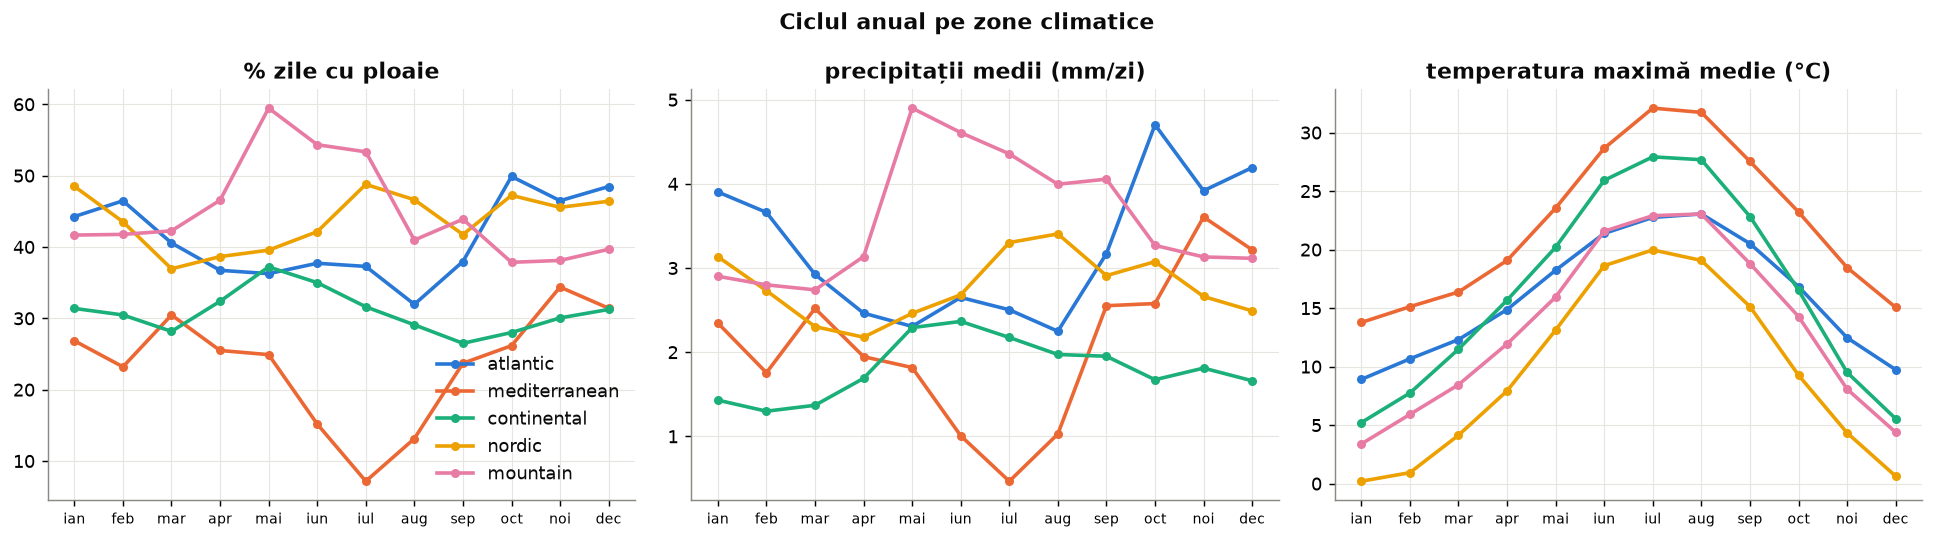 Ciclul anual pe zone climatice
% zile cu ploaie
60
50
40
30
20
10
ian feb mar apr mai iun iul aug sep oct noi dec
atlantic
mediterranean
continental
nordic
mountain
precipitații medii (mm/zi)
5
4
3
2
1
ian feb mar apr mai iun iul aug sep oct noi dec
temperatura maximă medie (°C)
30
25
20
15
10
5
0
ian feb mar apr mai iun iul aug sep oct noi dec